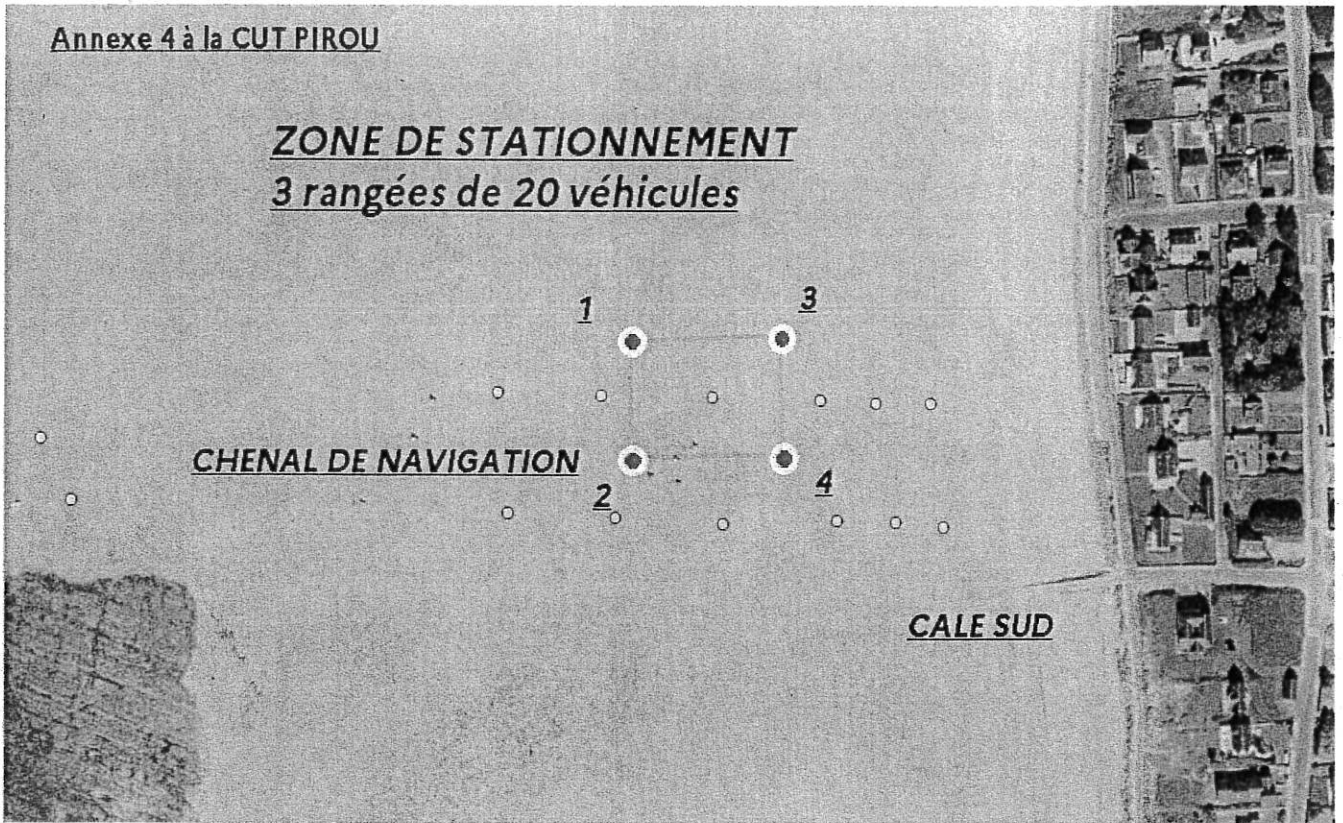 Annexe 4 à la CUT PIROU
ZONE DE STATIONNEMENT
3 rangées de 20 véhicules
1
3
CHENAL DE NAVIGATION
2
4
CALE SUD